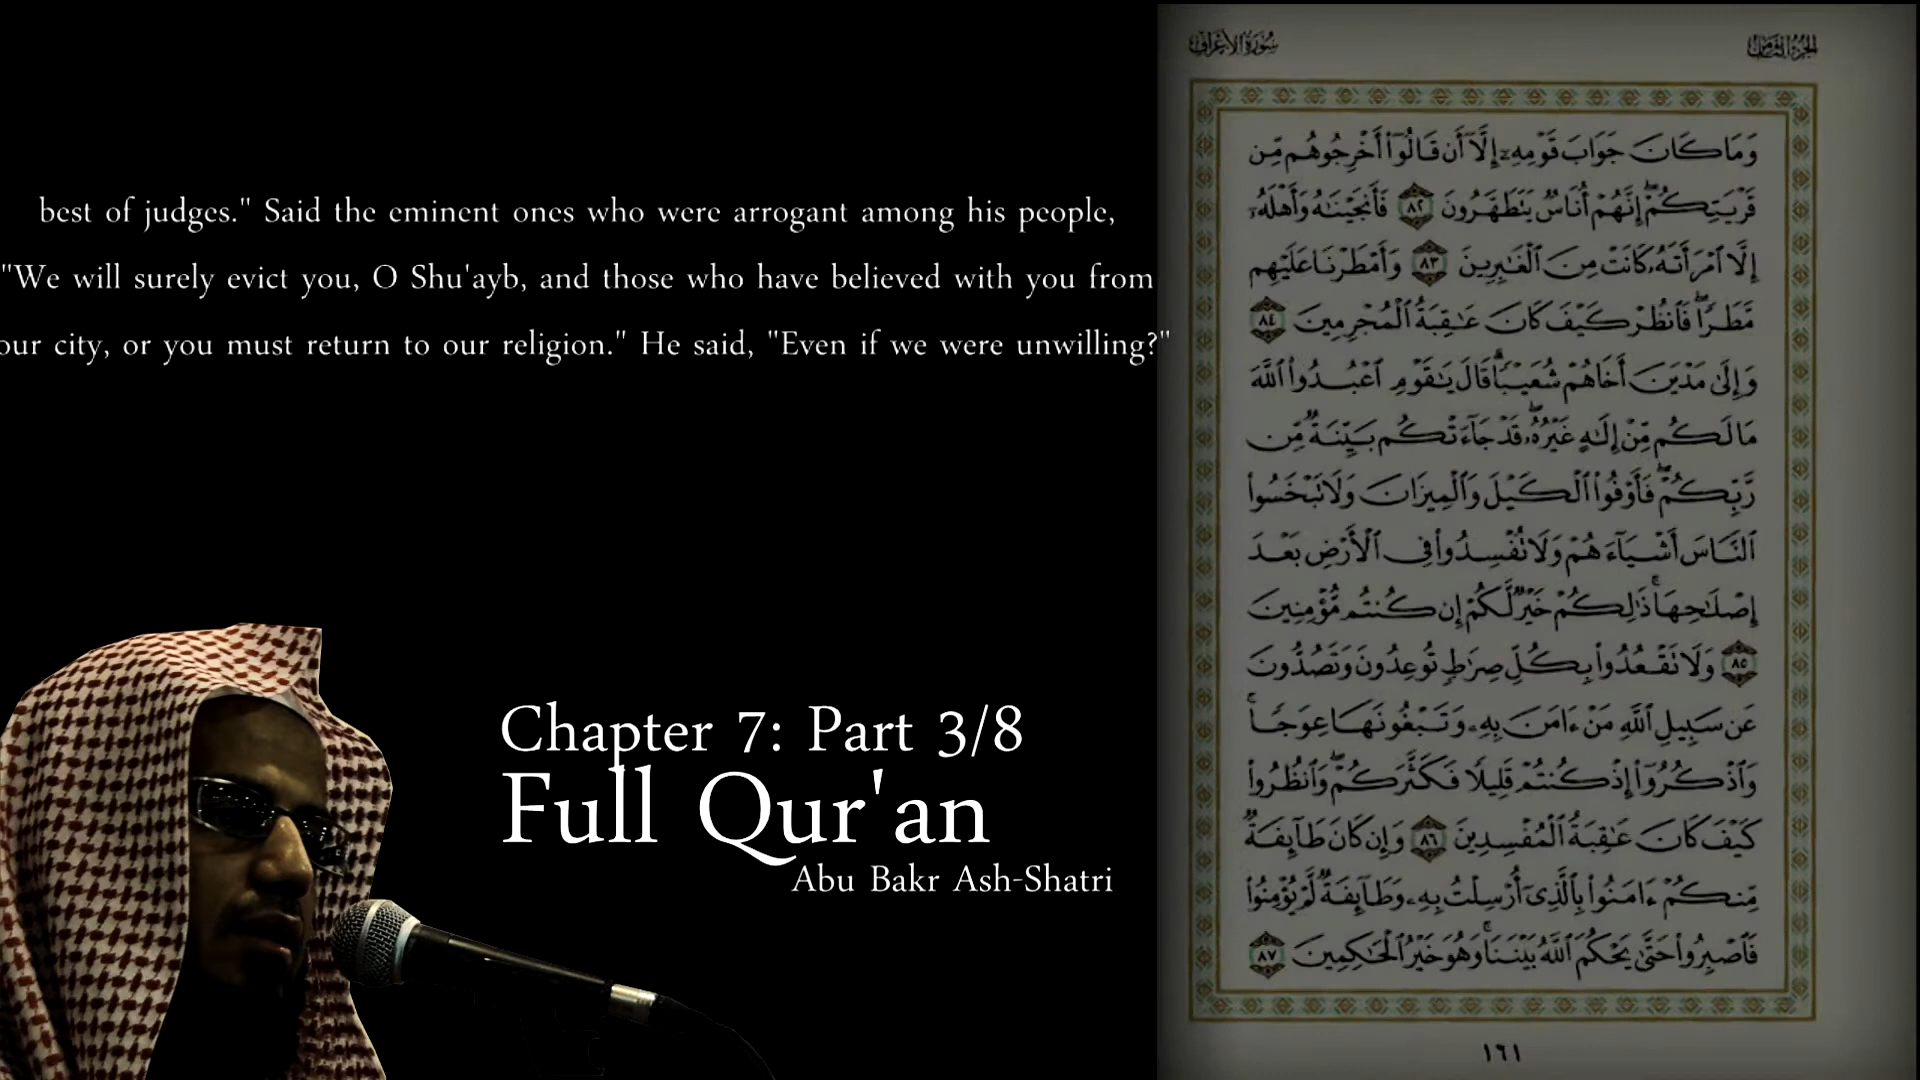 best of judges." Said the eminent ones who were arrogant among his people,
"We will surely evict you, O Shu'ayb, and those who have believed with you from
our city, or you must return to our religion." He said, "Even if we were unwilling?"
Chapter 7: Part 3/8
Full Qur'an
Abu Bakr Ash-Shatri
سُورَةُ الأَعْرَافِ
الجُزْءُ الثَّامِنُ
وَمَا كَانَ جَوَابَ قَوْمِهِۦٓ إِلَّآ أَن قَالُوٓا۟ أَخْرِجُوهُم مِّن
قَرْيَتِكُمْ ۖ إِنَّهُمْ أُنَاسٌ يَتَطَهَّرُونَ ٨٢ فَأَنجَيْنَـٰهُ وَأَهْلَهُۥٓ
إِلَّا ٱمْرَأَتَهُۥ كَانَتْ مِنَ ٱلْغَـٰبِرِينَ ٨٣ وَأَمْطَرْنَا عَلَيْهِم
مَّطَرًا ۖ فَٱنظُرْ كَيْفَ كَانَ عَـٰقِبَةُ ٱلْمُجْرِمِينَ ٨٤
وَإِلَىٰ مَدْيَنَ أَخَاهُمْ شُعَيْبًا ۗ قَالَ يَـٰقَوْمِ ٱعْبُدُوا۟ ٱللَّهَ
مَا لَكُم مِّنْ إِلَـٰهٍ غَيْرُهُۥ ۖ قَدْ جَآءَتْكُم بَيِّنَةٌ مِّن
رَّبِّكُمْ ۖ فَأَوْفُوا۟ ٱلْكَيْلَ وَٱلْمِيزَانَ وَلَا تَبْخَسُوا۟
ٱلنَّاسَ أَشْيَآءَهُمْ وَلَا تُفْسِدُوا۟ فِى ٱلْأَرْضِ بَعْدَ
إِصْلَـٰحِهَا ۚ ذَٰلِكُمْ خَيْرٌ لَّكُمْ إِن كُنتُم مُّؤْمِنِينَ
٨٥ وَلَا تَقْعُدُوا۟ بِكُلِّ صِرَٰطٍ تُوعِدُونَ وَتَصُدُّونَ
عَن سَبِيلِ ٱللَّهِ مَنْ ءَامَنَ بِهِۦ وَتَبْغُونَهَا عِوَجًا ۚ
وَٱذْكُرُوٓا۟ إِذْ كُنتُمْ قَلِيلًا فَكَثَّرَكُمْ ۖ وَٱنظُرُوا۟
كَيْفَ كَانَ عَـٰقِبَةُ ٱلْمُفْسِدِينَ ٨٦ وَإِن كَانَ طَآئِفَةٌ
مِّنكُمْ ءَامَنُوا۟ بِٱلَّذِىٓ أُرْسِلْتُ بِهِۦ وَطَآئِفَةٌ لَّمْ يُؤْمِنُوا۟
فَٱصْبِرُوا۟ حَتَّىٰ يَحْكُمَ ٱللَّهُ بَيْنَنَا ۚ وَهُوَ خَيْرُ ٱلْحَـٰكِمِينَ ٨٧
١٦١